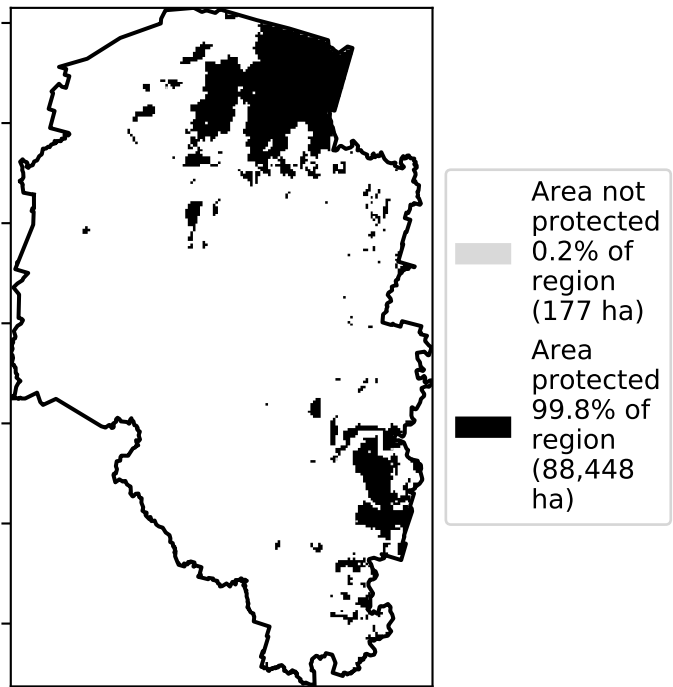 Area not
protected
0.2% of
region
(177 ha)
Area
protected
99.8% of
region
(88,448
ha)